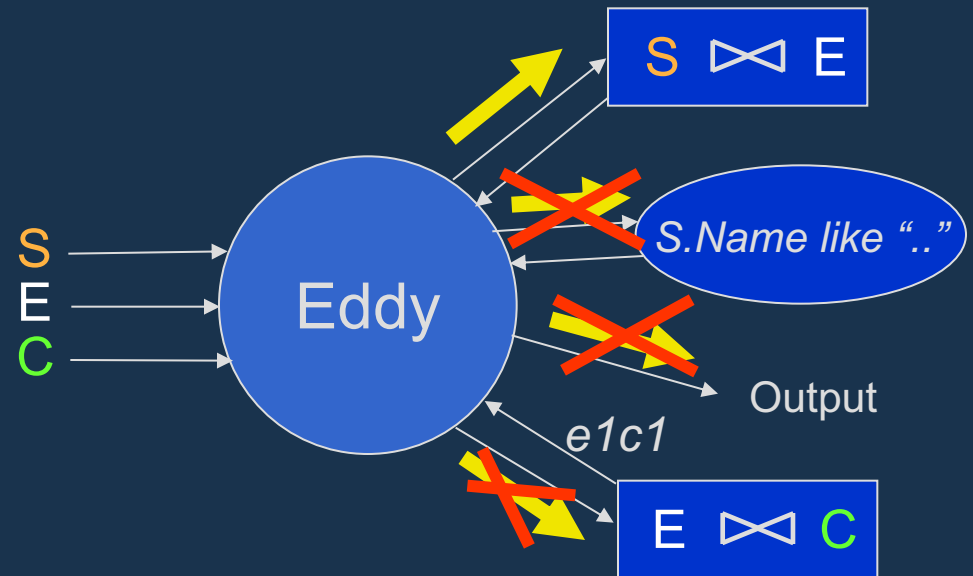 S ⋈ E
S.Name like “..”
S
E
C
Eddy
Output
e1c1
E ⋈ C